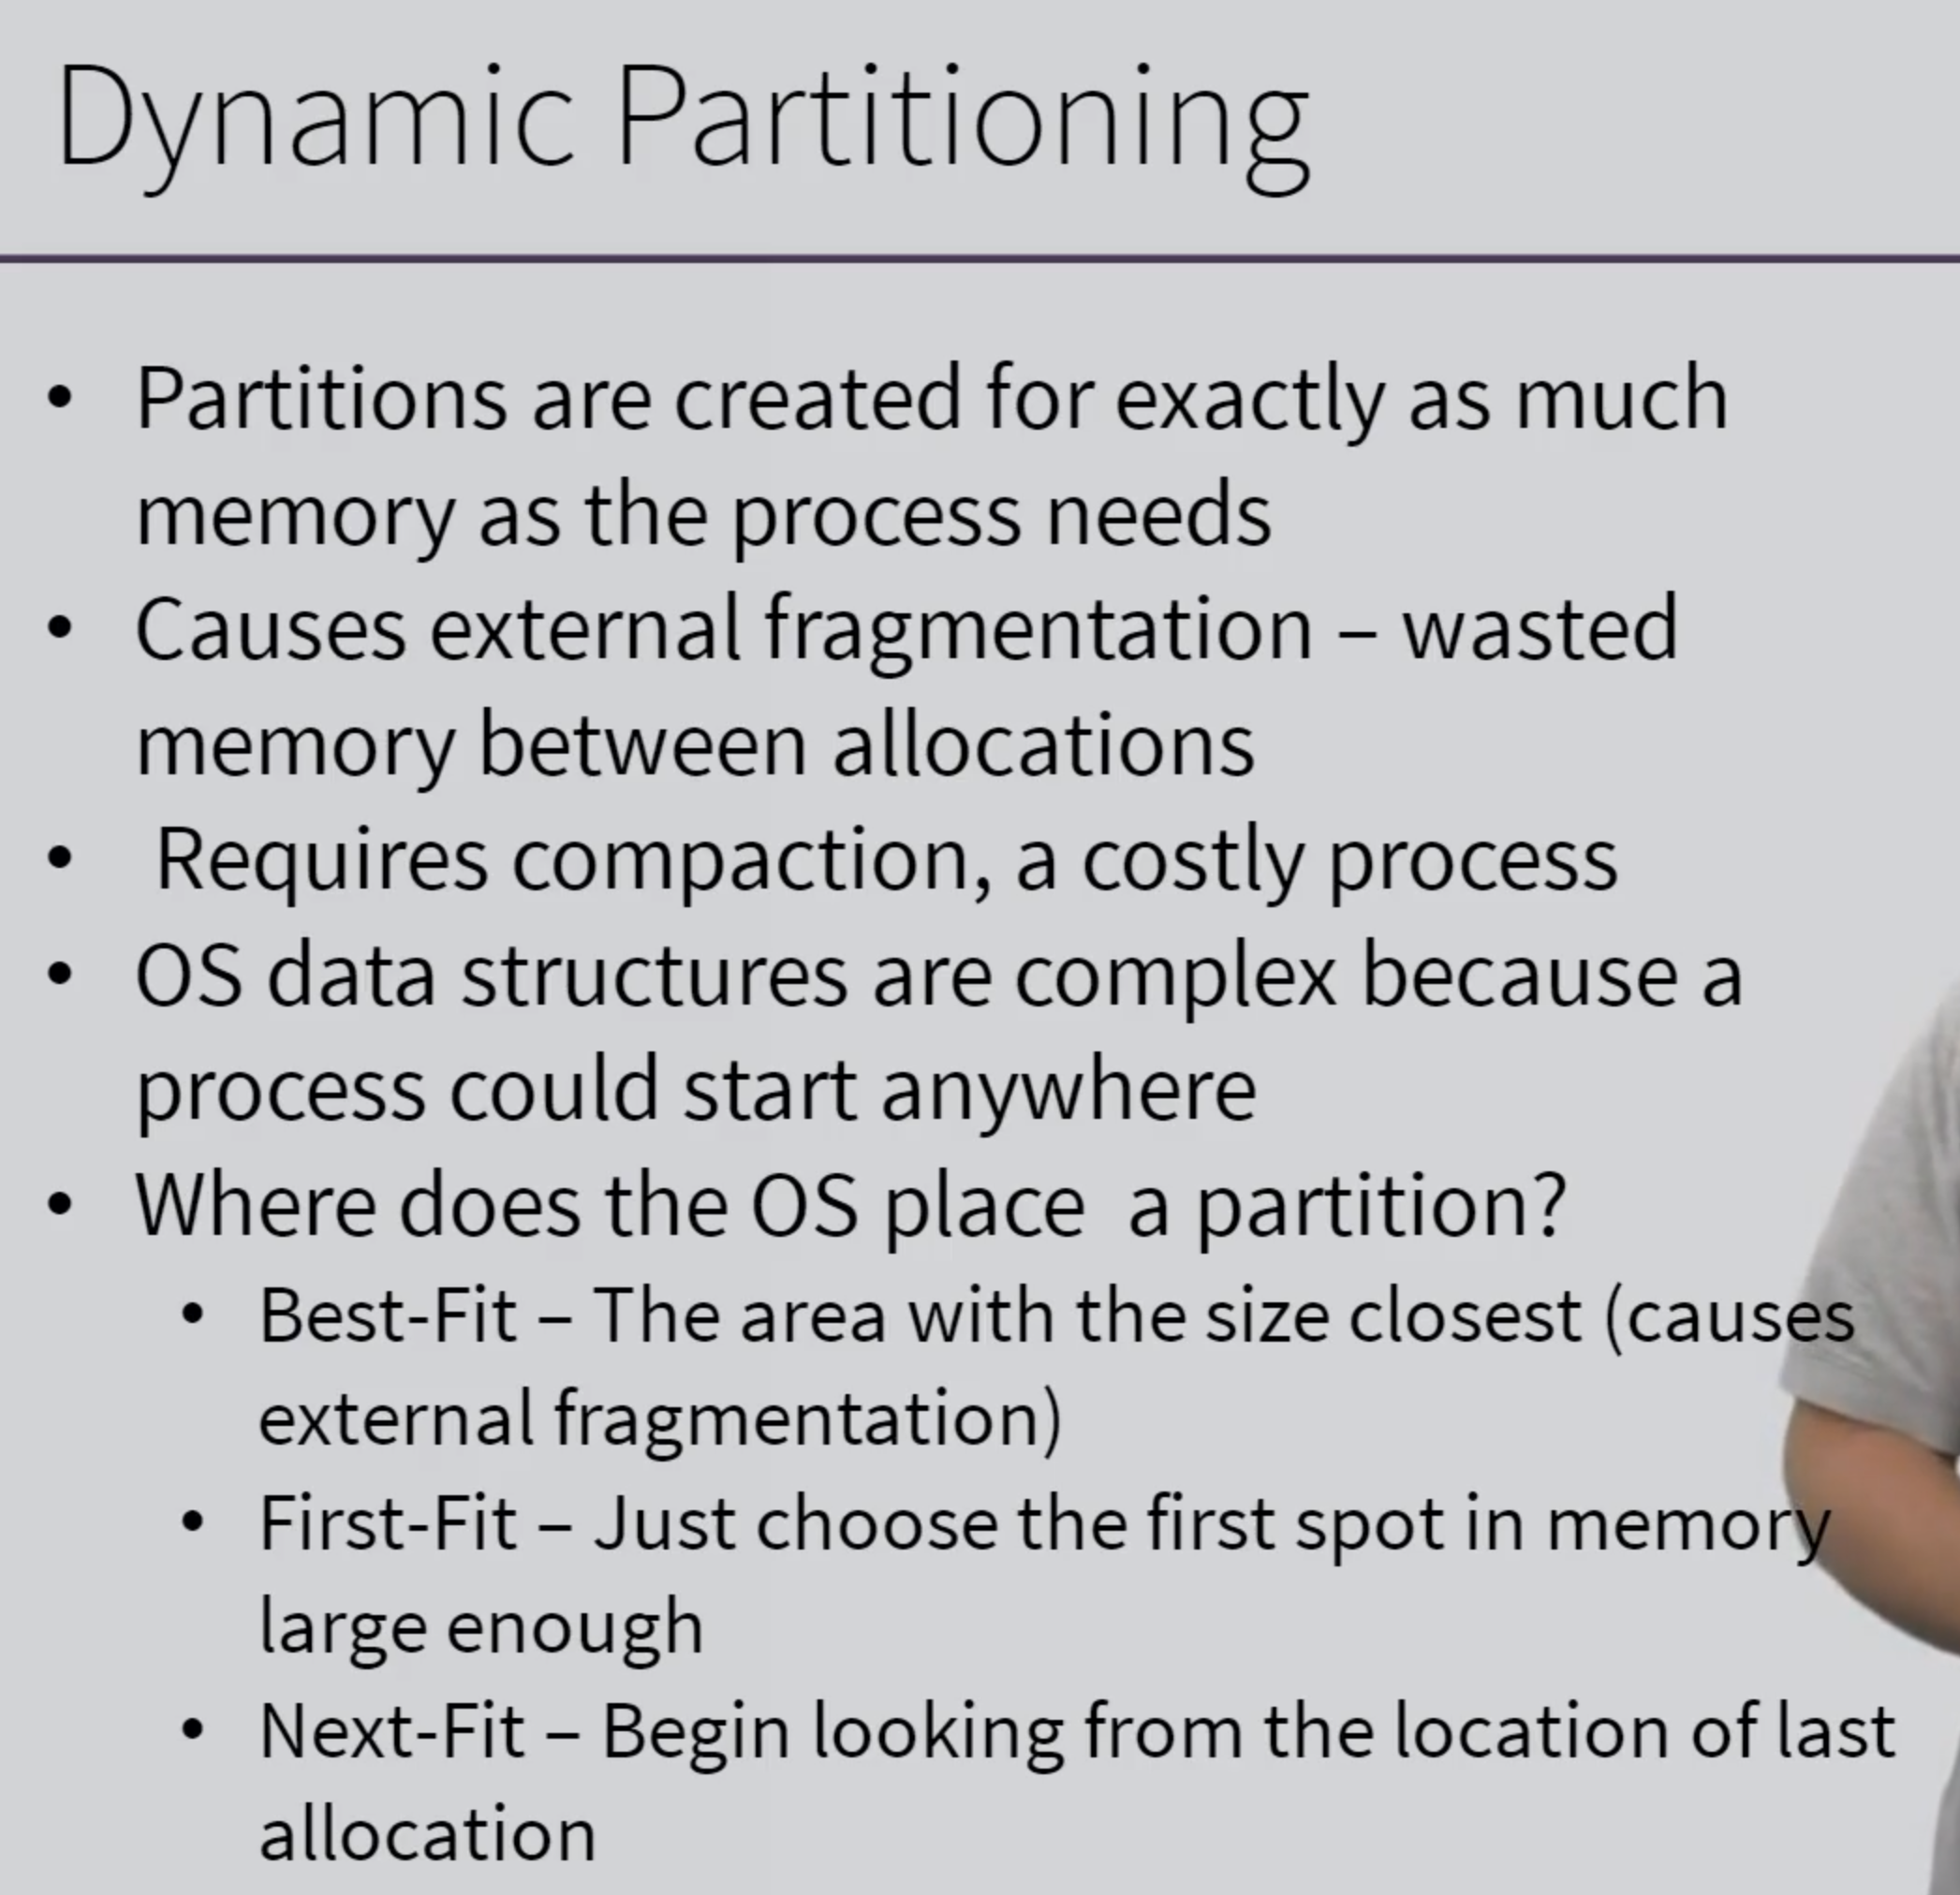 Dynamic Partitioning
• Partitions are created for exactly as much
memory as the process needs
• Causes external fragmentation – wasted
memory between allocations
• Requires compaction, a costly process
• OS data structures are complex because a
process could start anywhere
• Where does the OS place  a partition?
• Best-Fit – The area with the size closest (causes
external fragmentation)
• First-Fit – Just choose the first spot in memory
large enough
• Next-Fit – Begin looking from the location of last
allocation